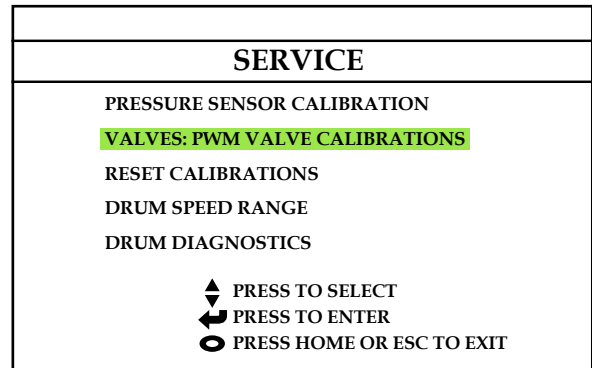 SERVICE
PRESSURE SENSOR CALIBRATION
VALVES: PWM VALVE CALIBRATIONS
RESET CALIBRATIONS
DRUM SPEED RANGE
DRUM DIAGNOSTICS
PRESS TO SELECT
PRESS TO ENTER
PRESS HOME OR ESC TO EXIT